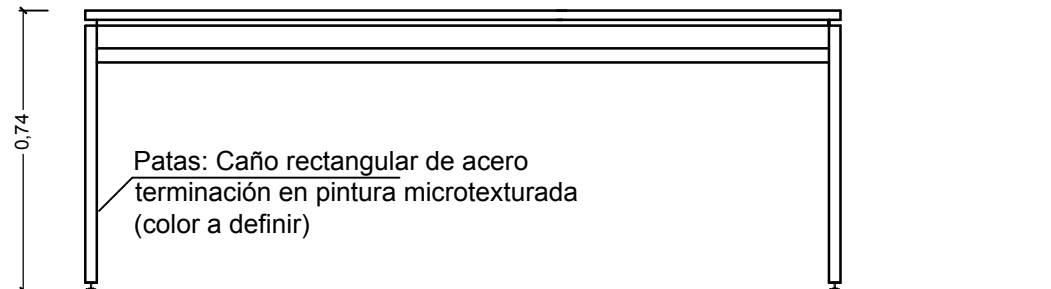 0,74
Patas: Caño rectangular de acero
terminación en pintura microtexturada
(color a definir)